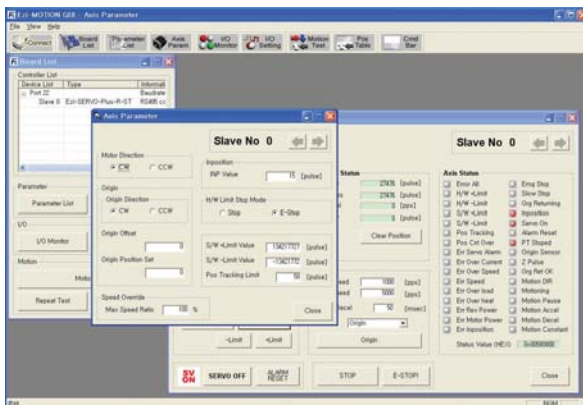 Ezi-MOTION GUI - Axis Parameter
File View Help
Connect
Board List
Parameter List
Axis Param
I/O Monitor
I/O Setting
Motion Test
Pos Table
Cmd Bar
Board List
Controller List
Device List Type Informati
Port 22 Baudrate
Slave 0 Ezi-SERVO-Plus-R-ST RS485 cc
Parameter
Parameter List
I/O
I/O Monitor
Motion
Repeat Test
Axis Parameter
Slave No 0
Motor Direction
CW CCW
Inposition
INP Value 15 [pulse]
Origin
Origin Direction
CW CCW
H/W Limit Stop Mode
Stop E-Stop
Origin Offset
0
Origin Position Set
0
S/W +Limit Value 134217727 [pulse]
S/W -Limit Value [pulse]
Pos Tracking Limit [pulse]
Speed Override
Max Speed Ratio 100 %
Close
Slave No 0
Status
27476 [pulse]
27476 [pulse]
0 [pps]
0 [pulse]
Clear Position
1000 [pps]
5000 [pps]
50 [msec]
Origin
-Limit +Limit
Origin
Axis Status
Error All Emg Stop
H/W +Limit Slow Stop
H/W -Limit Org Returning
S/W +Limit Inposition
S/W -Limit Servo On
Pos Tracking Alarm Reset
Pos Cnt Over PT Stoped
Err Servo Alarm Origin Sensor
Err Over Current Z Pulse
Err Over Speed Org Ret OK
Err Speed Motion DIR
Err Over load Motioning
Err Over heat Motion Pause
Err Rev Power Motion Accel
Err Motor Power Motion Decel
Err Inposition Motion Constant
Status Value (HEX)
SV ON
SERVO OFF
ALARM RESET
STOP
E-STOP!
Close
NUM